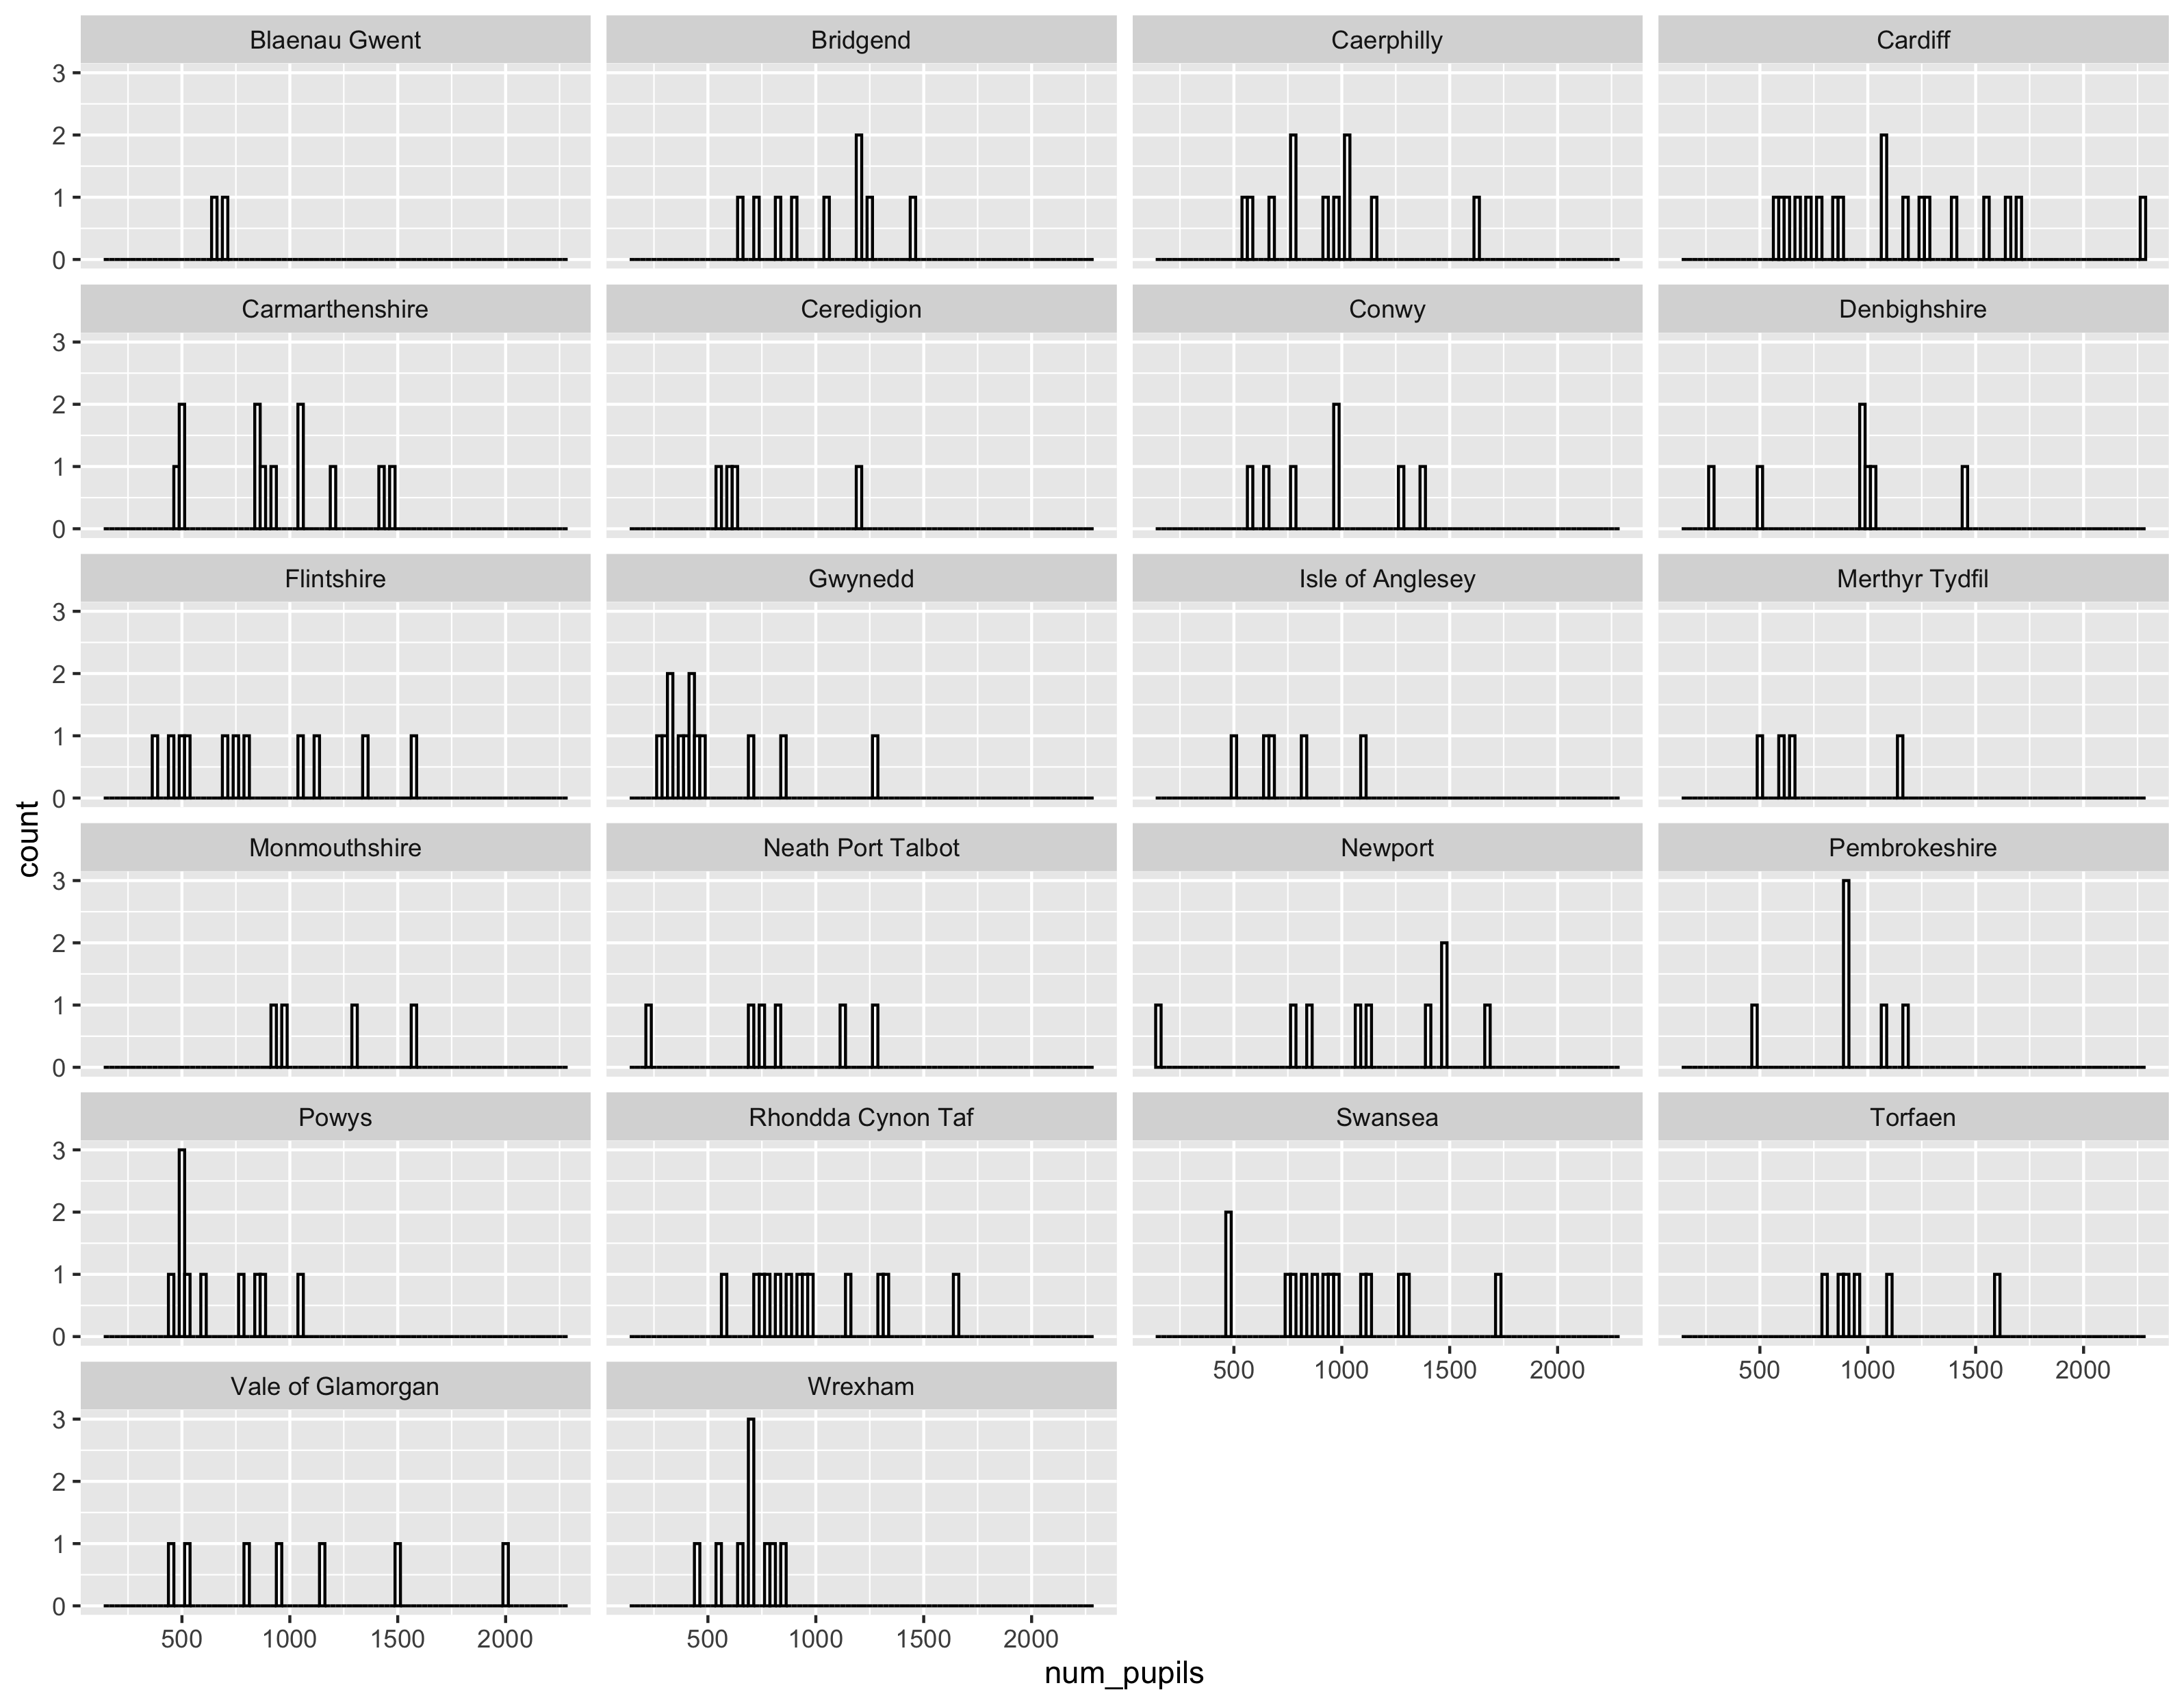 Blaenau Gwent Bridgend Caerphilly Cardiff
3
2
1
0
Carmarthenshire Ceredigion Conwy Denbighshire
3
2
1
0
Flintshire Gwynedd Isle of Anglesey Merthyr Tydfil
3
2
1
0
Monmouthshire Neath Port Talbot Newport Pembrokeshire
3
2
1
0
Powys Rhondda Cynon Taf Swansea Torfaen
3
2
1
0
500 1000 1500 2000 500 1000 1500 2000
Vale of Glamorgan Wrexham
3
2
1
0
500 1000 1500 2000 500 1000 1500 2000
num_pupils
count